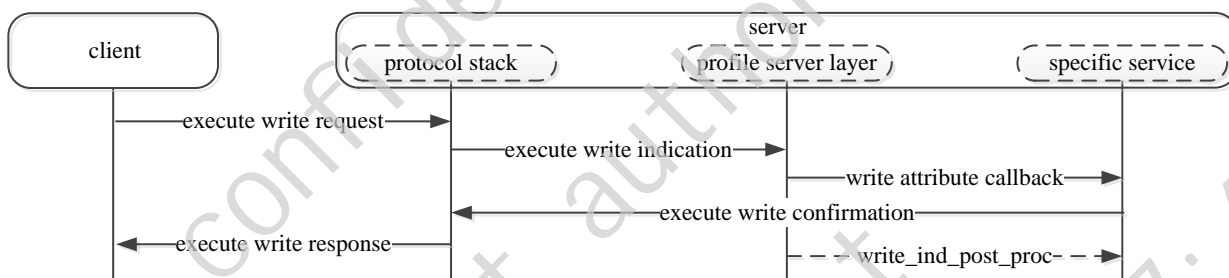 server
client
protocol stack
profile server layer
specific service
execute write request
execute write indication
write attribute callback
execute write confirmation
execute write response
write_ind_post_proc